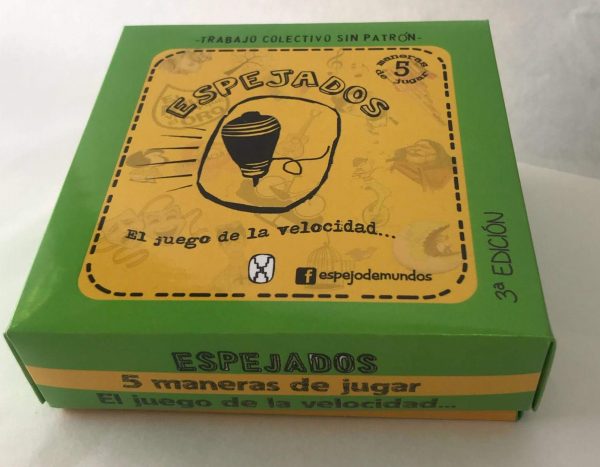 -TRABAJO COLECTIVO SIN PATRÓN-
5 maneras de jugar
ESPEJADOS
El juego de la velocidad...
f espejodemundos
3ª EDICIÓN
ESPEJADOS
5 maneras de jugar
El juego de la velocidad...